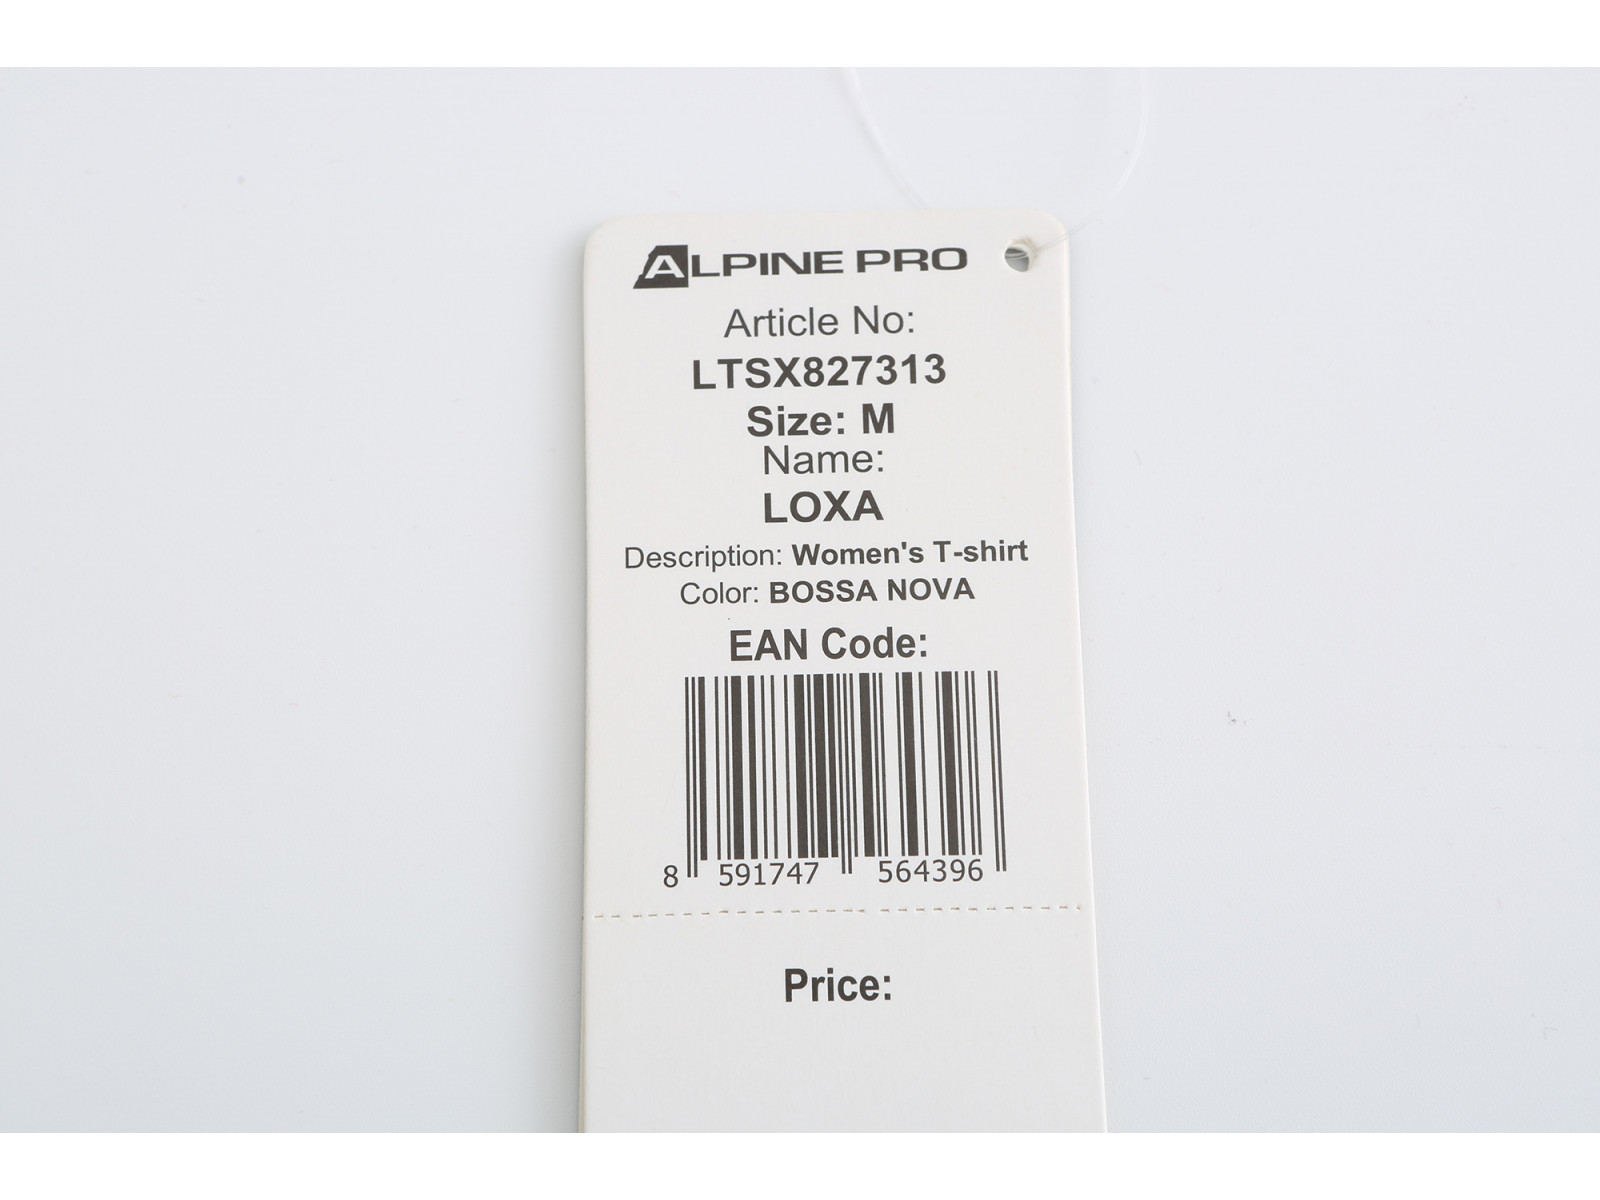 ALPINE PRO
Article No:
LTSX827313
Size: M
Name:
LOXA
Description: Women's T-shirt
Color: BOSSA NOVA
EAN Code:
8 591747 564396
Price: